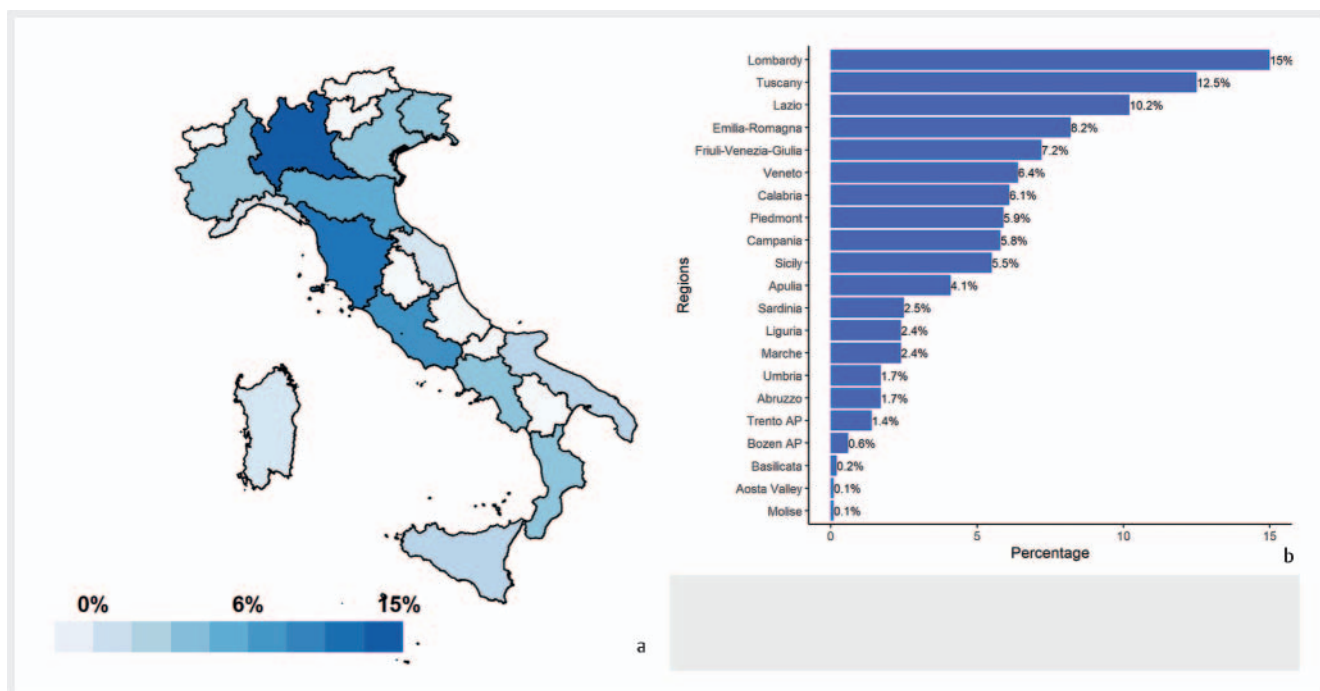 0% 6% 15%
a
Regions
Lombardy 15%
Tuscany 12.5%
Lazio 10.2%
Emilia-Romagna 8.2%
Friuli-Venezia-Giulia 7.2%
Veneto 6.4%
Calabria 6.1%
Piedmont 5.9%
Campania 5.8%
Sicily 5.5%
Apulia 4.1%
Sardinia 2.5%
Liguria 2.4%
Marche 2.4%
Umbria 1.7%
Abruzzo 1.7%
Trento AP 1.4%
Bozen AP 0.6%
Basilicata 0.2%
Aosta Valley 0.1%
Molise 0.1%
0 5 10 15
Percentage
b